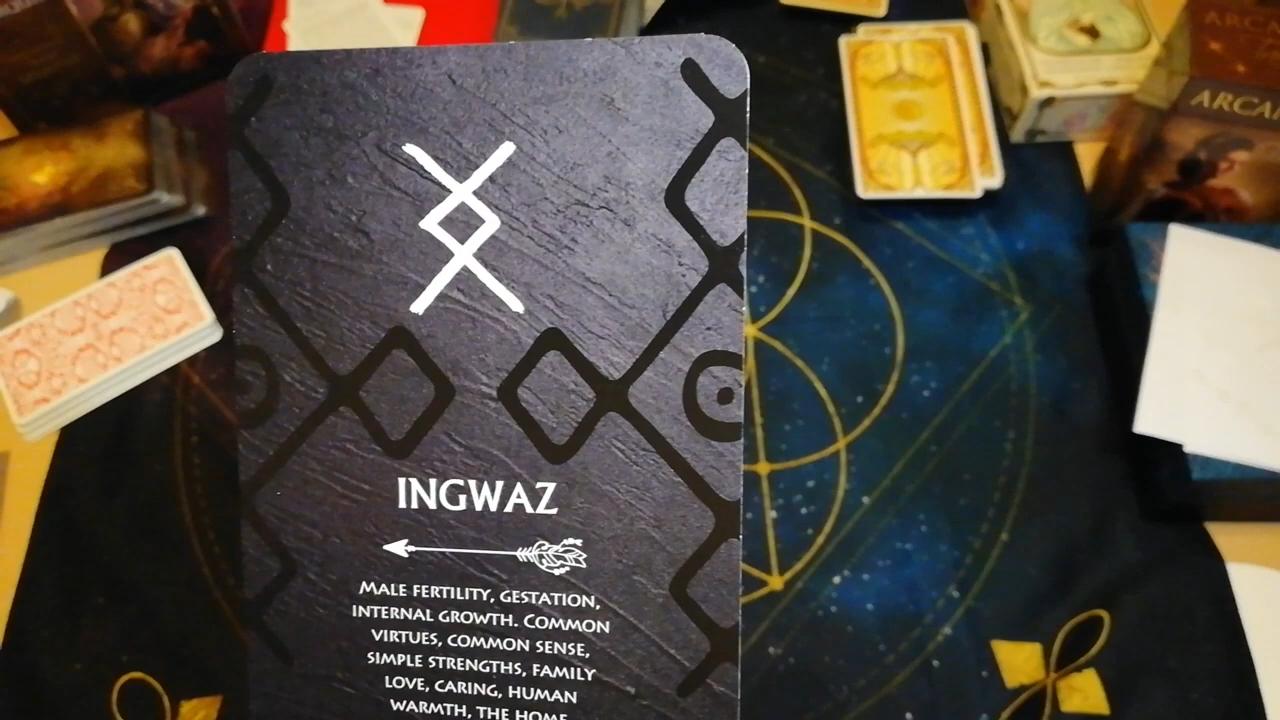 ARCA
ARCA
INGWAZ
Male fertility, gestation,
internal growth. Common
virtues, common sense,
simple strengths, family
love, caring, human
warmth, the home